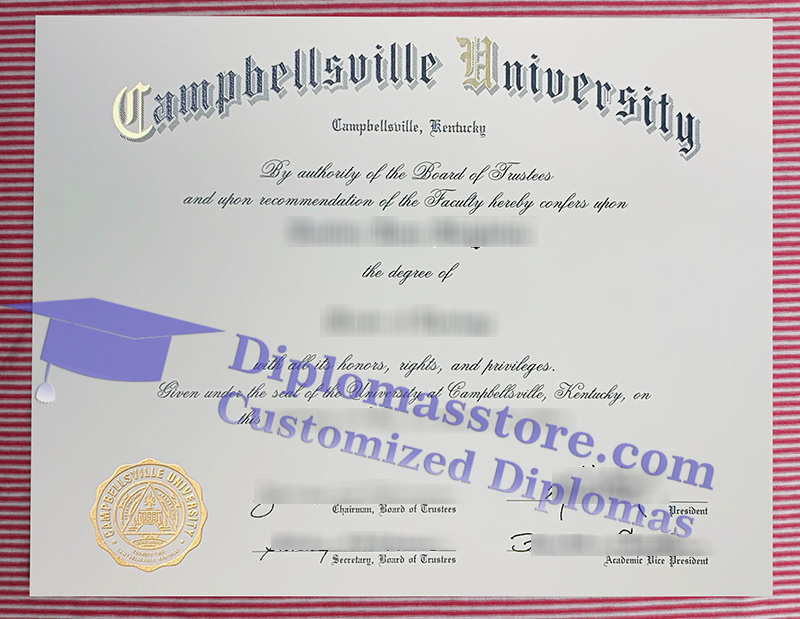 Campbellsville University
Campbellsville, Kentucky
By authority of the Board of Trustees
and upon recommendation of the Faculty hereby confers upon
the degree of
with all its honors, rights, and privileges.
Given under the seal of the University at Campbellsville, Kentucky, on
this
Diplomasstore.com
Customized Diplomas
CAMPBELLSVILLE UNIVERSITY
Chairman, Board of Trustees
President
Secretary, Board of Trustees
Academic Vice President